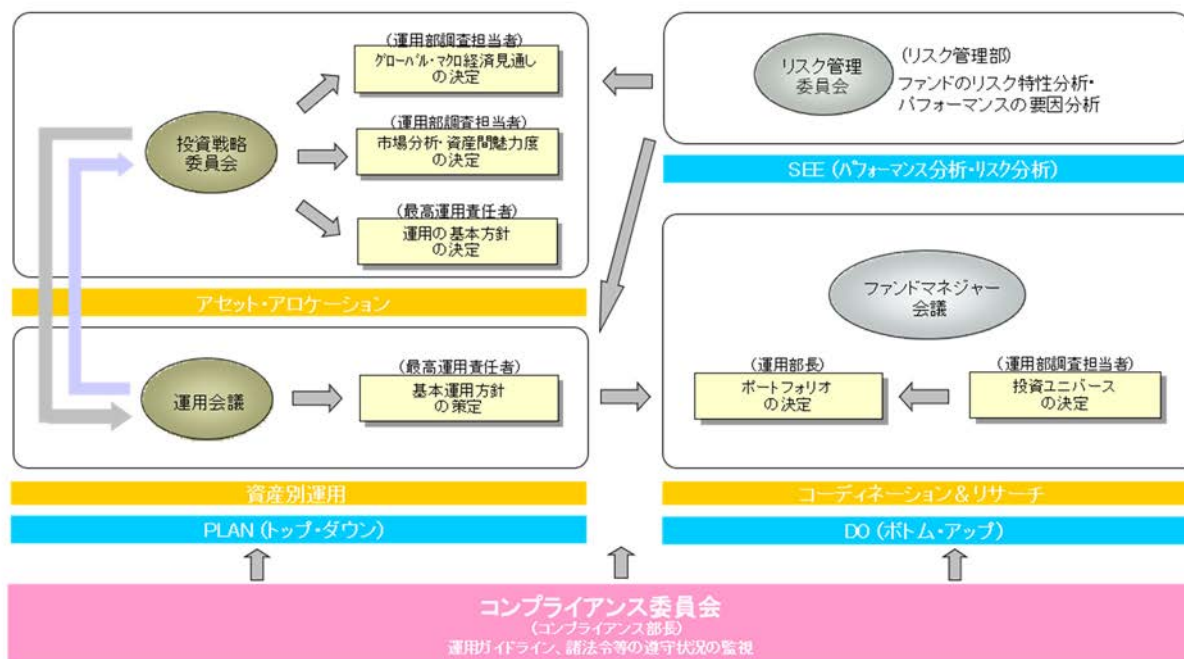 (運用部調査担当者)
グローバル・マクロ経済見通し
の決定
投資戦略
委員会
(運用部調査担当者)
市場分析・資産間魅力度
の決定
(最高運用責任者)
運用の基本方針
の決定
アセット・アロケーション
リスク管理
委員会
(リスク管理部)
ファンドのリスク特性分析・
パフォーマンスの要因分析
SEE (パフォーマンス分析・リスク分析)
運用会議
(最高運用責任者)
基本運用方針
の策定
資産別運用
PLAN (トップ・ダウン)
ファンドマネジャー
会議
(運用部長)
ポートフォリオ
の決定
(運用部調査担当者)
投資ユニバース
の決定
コーディネーション&リサーチ
DO (ボトム・アップ)
コンプライアンス委員会
(コンプライアンス部長)
運用ガイドライン、諸法令等の遵守状況の監視